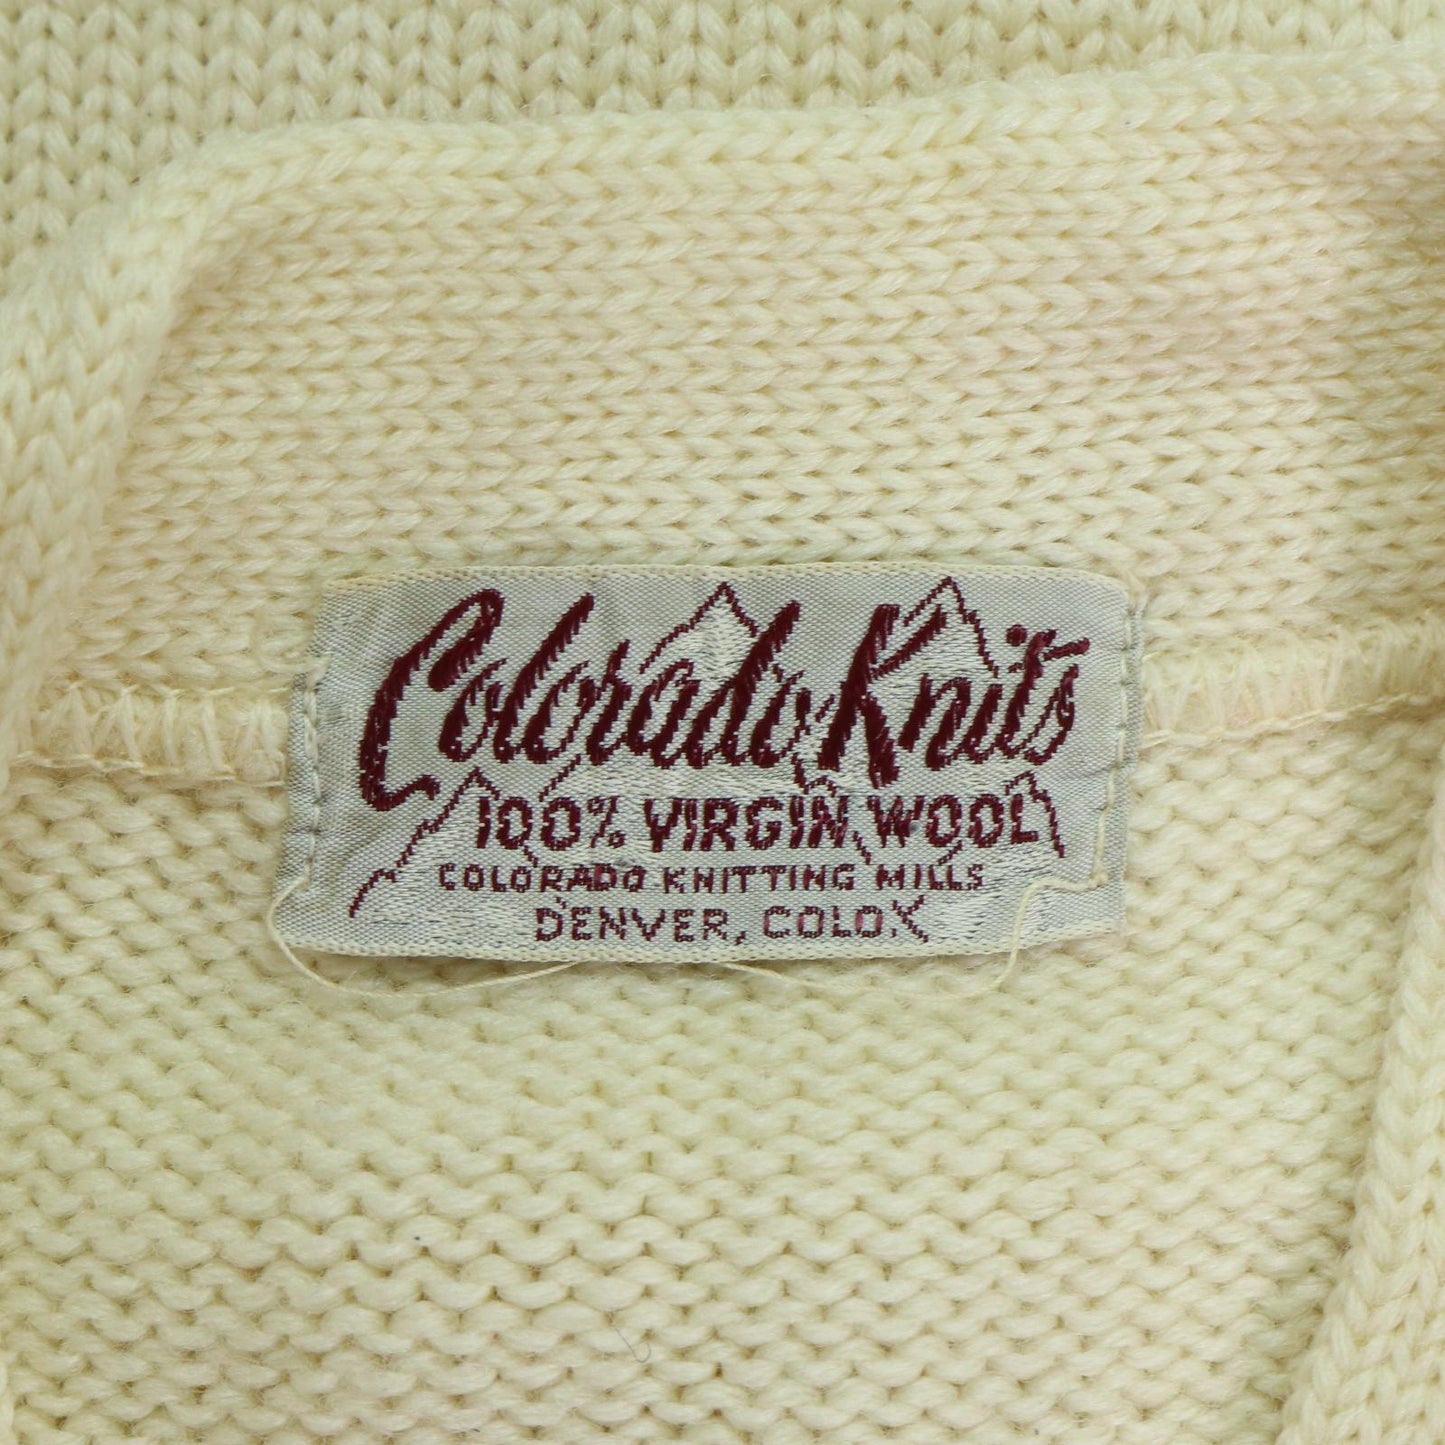 Colorado Knits
100% VIRGIN WOOL
COLORADO KNITTING MILLS
DENVER, COLO.